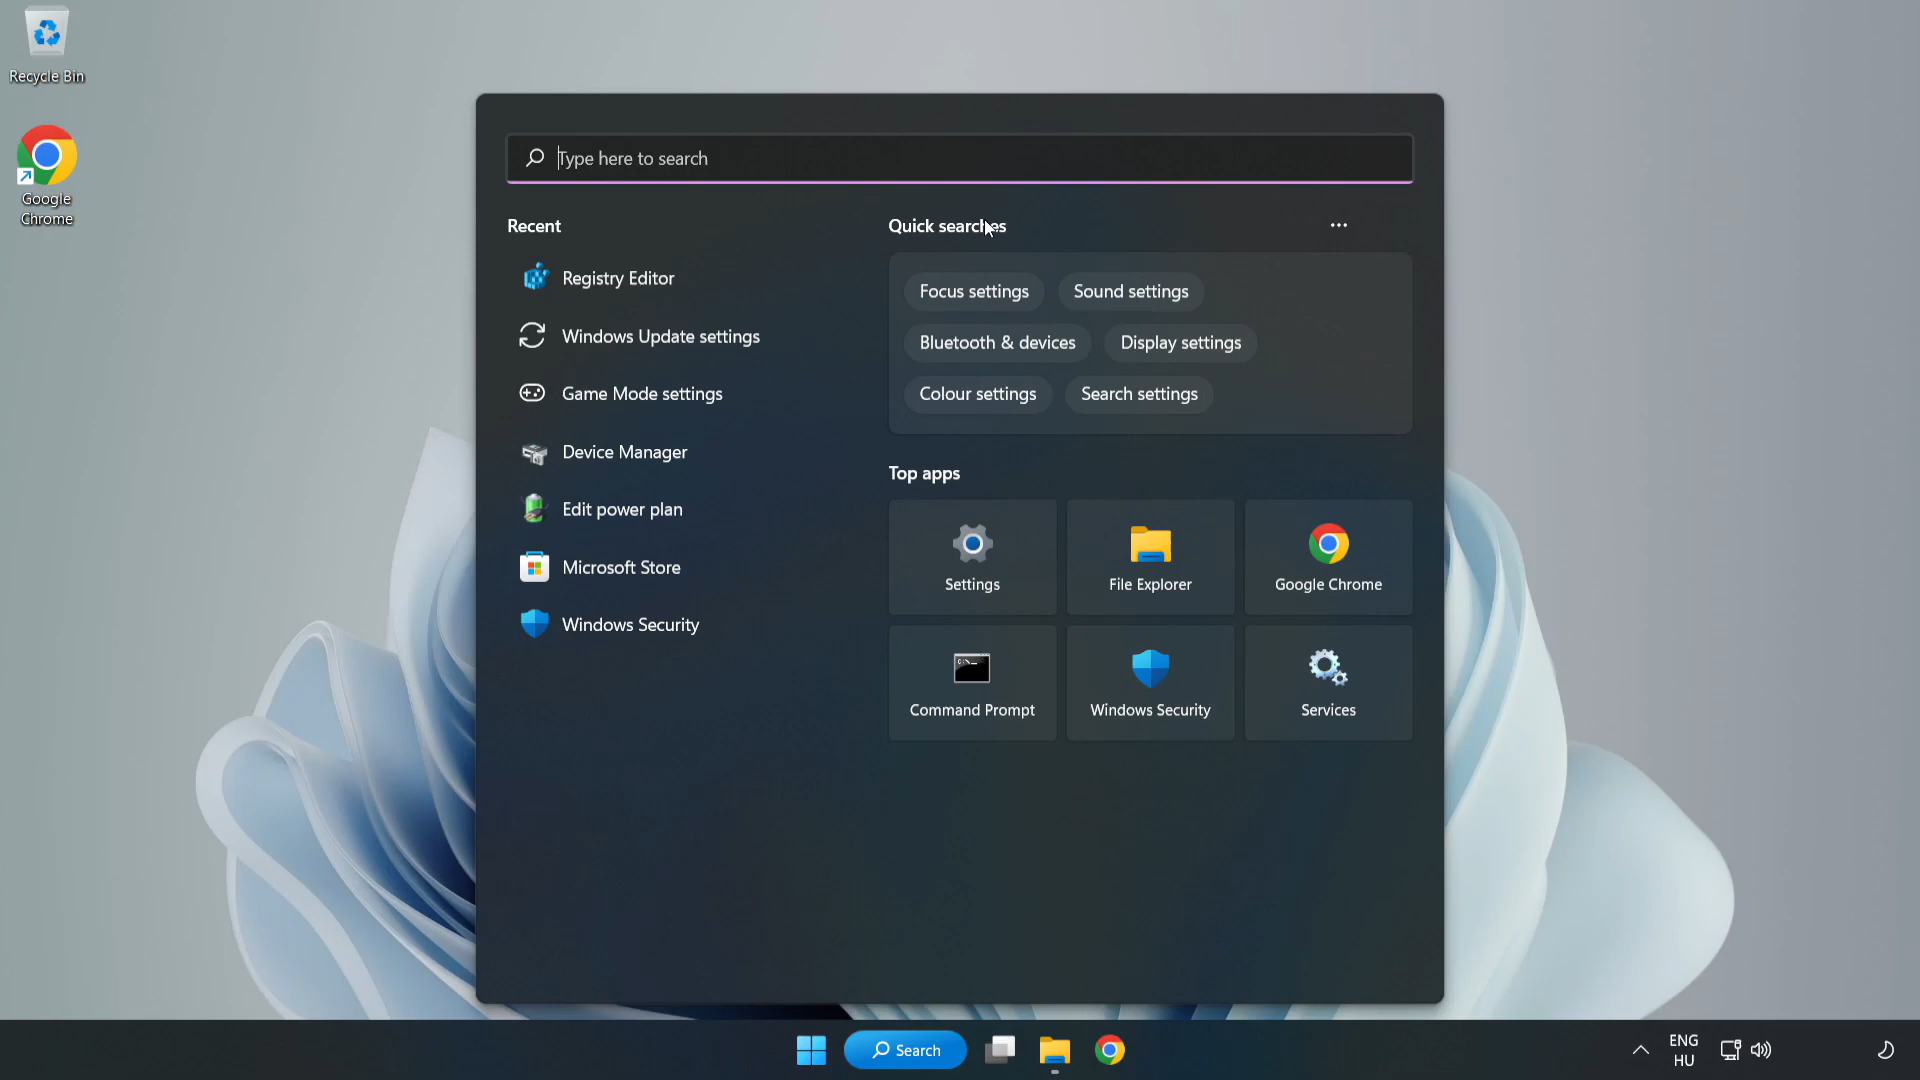 Recycle Bin
Google
Chrome
Type here to search
Recent
Registry Editor
Windows Update settings
Game Mode settings
Device Manager
Edit power plan
Microsoft Store
Windows Security
Quick searches
Focus settings
Sound settings
Bluetooth & devices
Display settings
Colour settings
Search settings
Top apps
Settings
File Explorer
Google Chrome
Command Prompt
Windows Security
Services
Search
ENG
HU